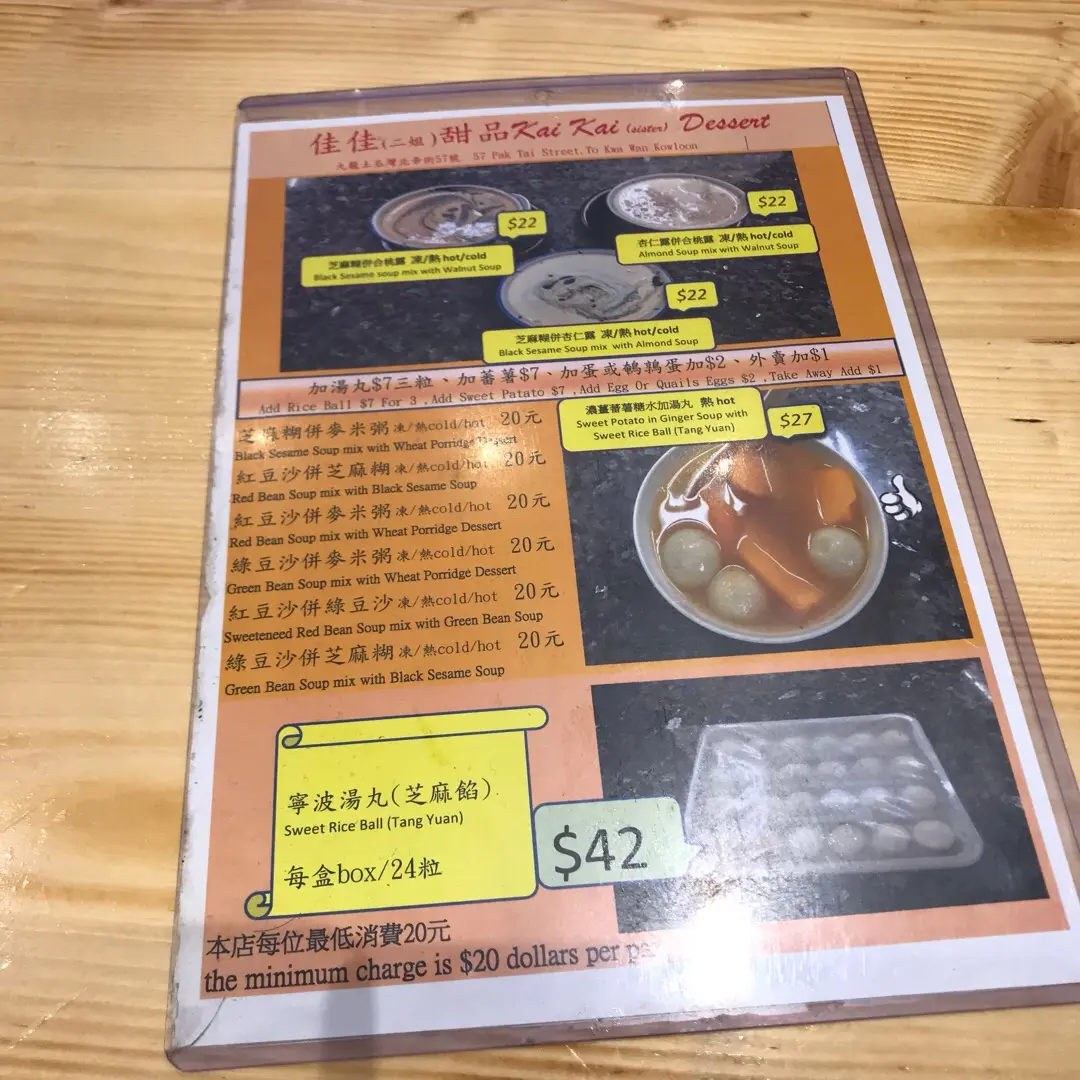 佳佳(二姐)甜品Kai Kai (sister) Dessert
九龍土瓜灣北帝街57號 57 Pak Tai Street,To Kwa Wan Kowloon
$22
芝麻糊併合桃露 凍/熱 hot/cold
Black Sesame soup mix with Walnut Soup
$22
杏仁露併合桃露 凍/熱 hot/cold
Almond Soup mix with Walnut Soup
$22
芝麻糊併杏仁露 凍/熱 hot/cold
Black Sesame Soup mix with Almond Soup
加湯丸$7三粒、加蕃薯$7、加蛋或鵪鶉蛋加$2、外賣加$1
Add Rice Ball $7 For 3 ,Add Sweet Patato $7 ,Add Egg Or Quails Eggs $2 ,Take Away Add $1
芝麻糊併麥米粥凍/熱cold/hot 20元
Black Sesame Soup mix with Wheat Porridge Dessert
紅豆沙併芝麻糊凍/熱cold/hot 20元
Red Bean Soup mix with Black Sesame Soup
紅豆沙併麥米粥凍/熱cold/hot 20元
Red Bean Soup mix with Wheat Porridge Dessert
綠豆沙併麥米粥凍/熱cold/hot 20元
Green Bean Soup mix with Wheat Porridge Dessert
紅豆沙併綠豆沙凍/熱cold/hot 20元
Sweeteneed Red Bean Soup mix with Green Bean Soup
綠豆沙併芝麻糊凍/熱cold/hot 20元
Green Bean Soup mix with Black Sesame Soup
濃薑蕃薯糖水加湯丸 熱 hot
Sweet Potato in Ginger Soup with
Sweet Rice Ball (Tang Yuan)
$27
寧波湯丸(芝麻餡)
Sweet Rice Ball (Tang Yuan)
每盒box/24粒
$42
本店每位最低消費20元
the minimum charge is $20 dollars per